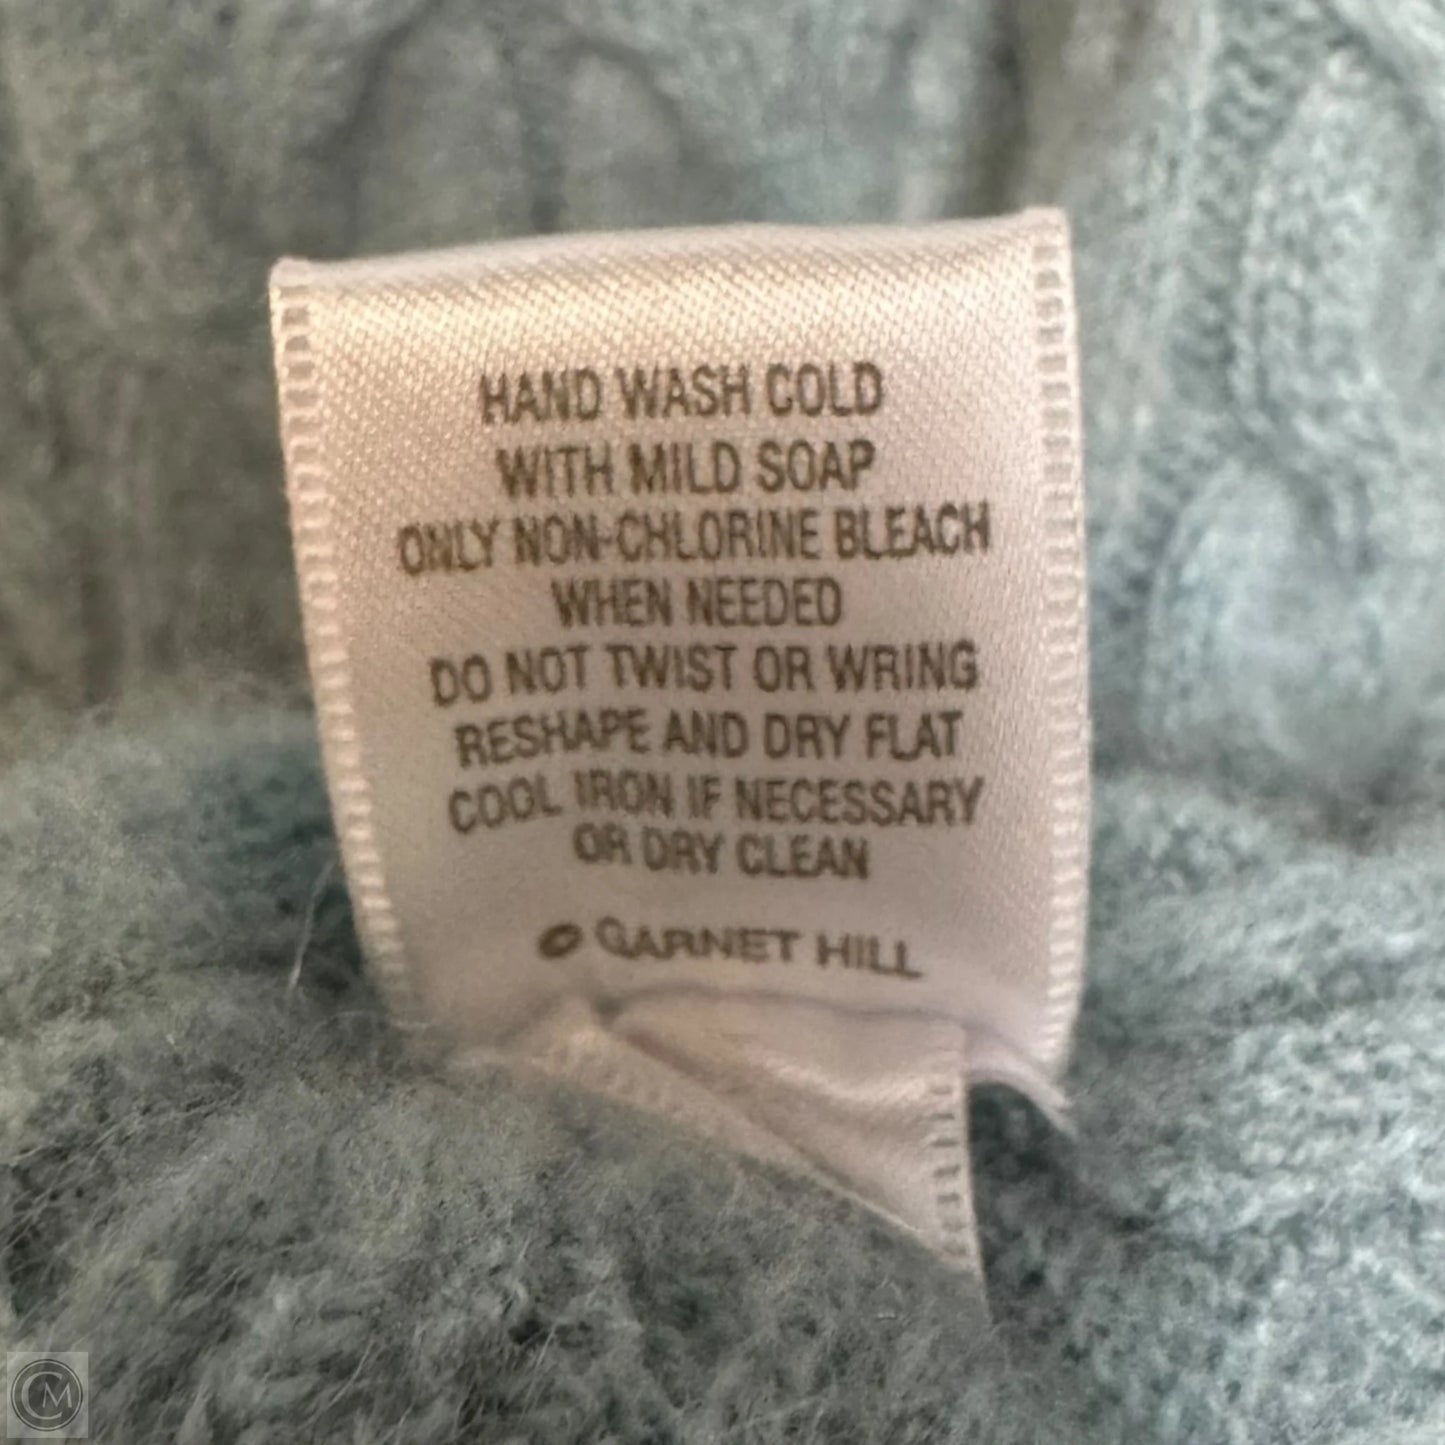 HAND WASH COLD
WITH MILD SOAP
ONLY NON-CHLORINE BLEACH
WHEN NEEDED
DO NOT TWIST OR WRING
RESHAPE AND DRY FLAT
COOL IRON IF NECESSARY
OR DRY CLEAN
© GARNET HILL
CM